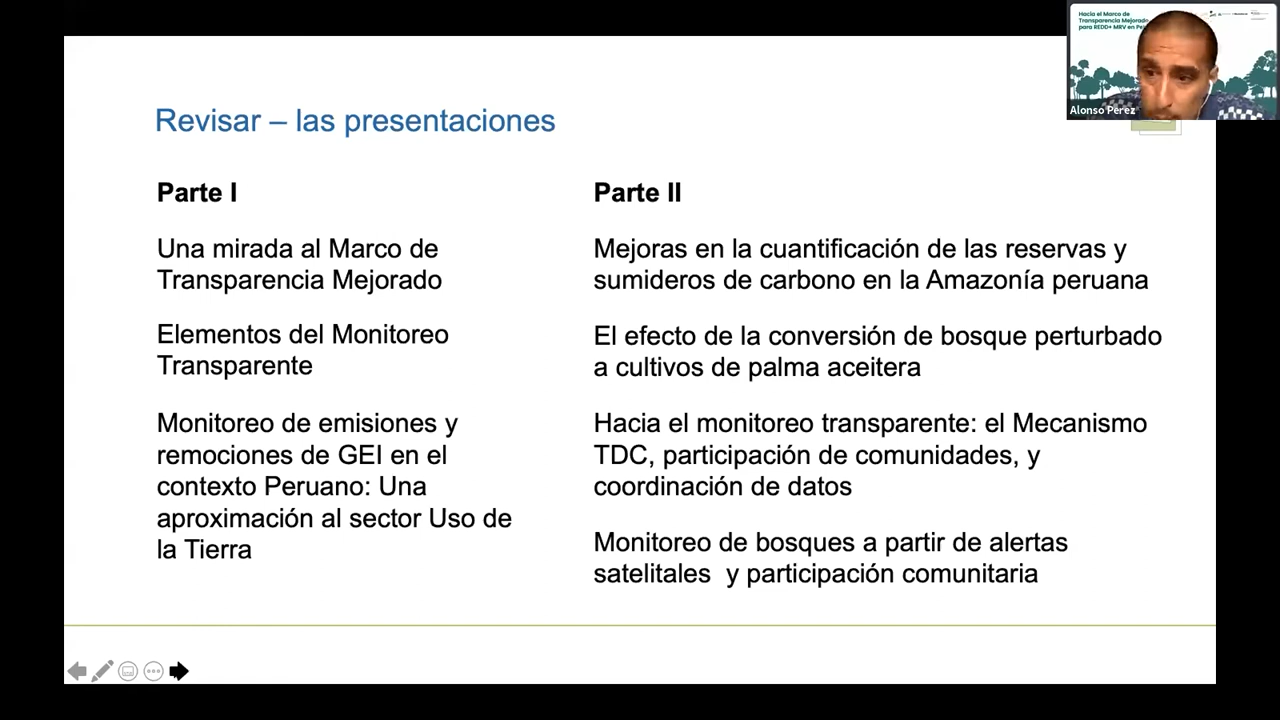 Hacia el Marco de
Transparencia Mejorado
para REDD+ MRV en
Alonso Perez
Revisar – las presentaciones
Parte I
Una mirada al Marco de
Transparencia Mejorado
Elementos del Monitoreo
Transparente
Monitoreo de emisiones y
remociones de GEI en el
contexto Peruano: Una
aproximación al sector Uso de
la Tierra
Parte II
Mejoras en la cuantificación de las reservas y
sumideros de carbono en la Amazonía peruana
El efecto de la conversión de bosque perturbado
a cultivos de palma aceitera
Hacia el monitoreo transparente: el Mecanismo
TDC, participación de comunidades, y
coordinación de datos
Monitoreo de bosques a partir de alertas
satelitales y participación comunitaria